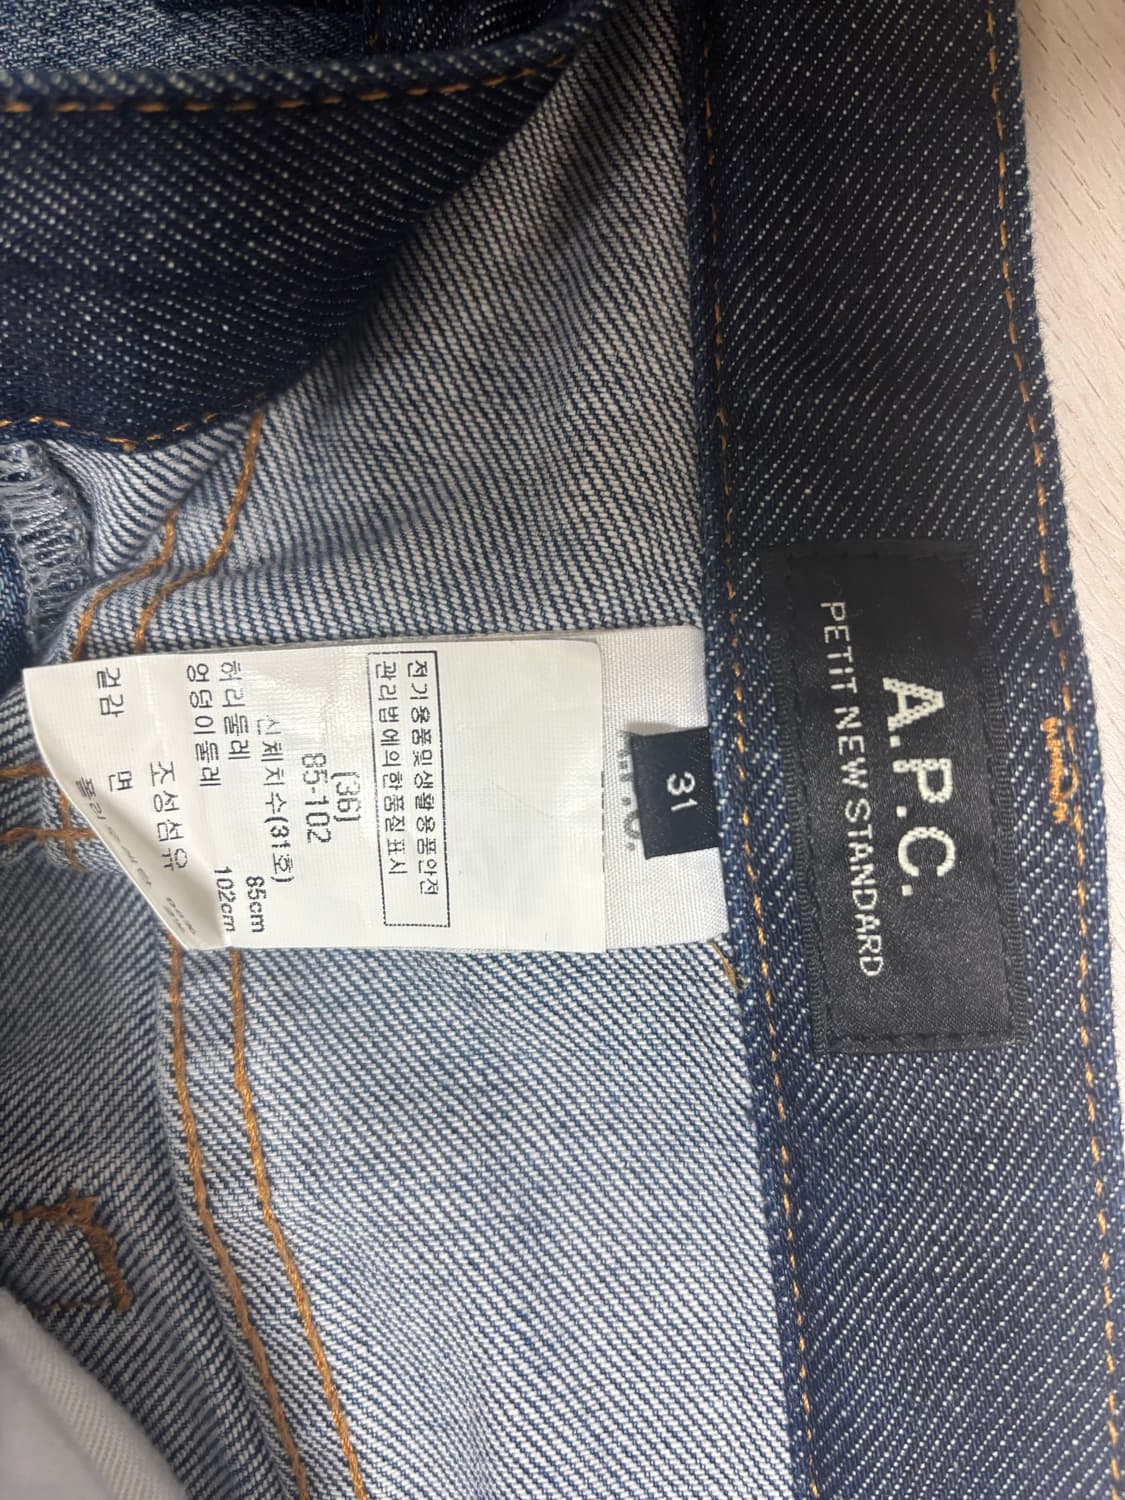 A.P.C.
PETIT NEW STANDARD
31
전기용품및생활용품안전
관리법에의한품질표시
(36)
85-102
신체치수(31호)
허리둘레 85cm
엉덩이둘레 102cm
조성섬유
겉감 면